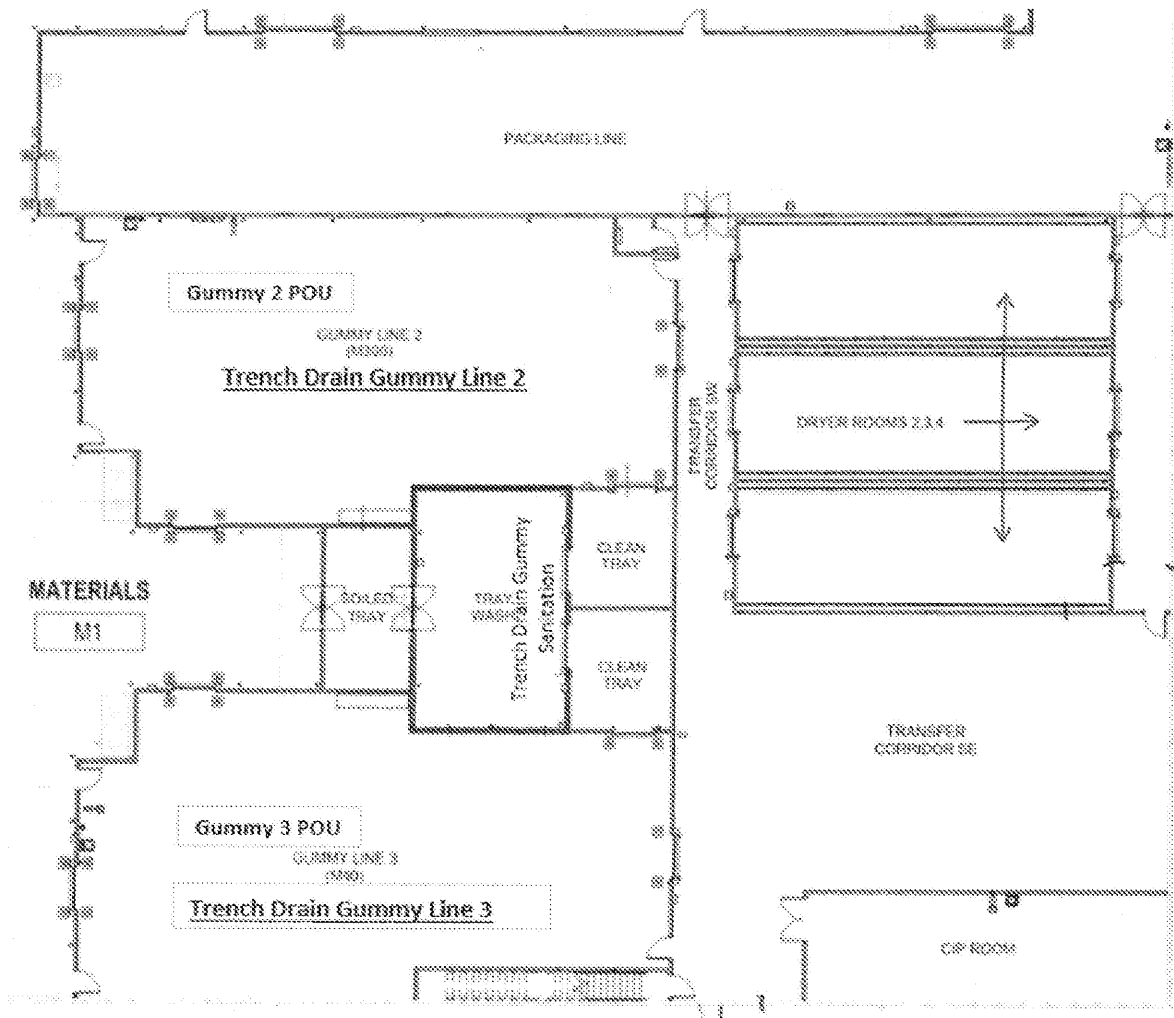 PACKAGING LINE
Gummy 2 POU
GUMMY LINE 2
(M300)
Trench Drain Gummy Line 2
TRANSFER
CORRIDOR SW
DRYER ROOMS 2,3,4
MATERIALS
M1
SOILED
TRAY
TRAY
WASH
Trench Drain Gummy
Sanitation
CLEAN
TRAY
CLEAN
TRAY
TRANSFER
CORRIDOR SE
Gummy 3 POU
GUMMY LINE 3
Trench Drain Gummy Line 3
CIP ROOM